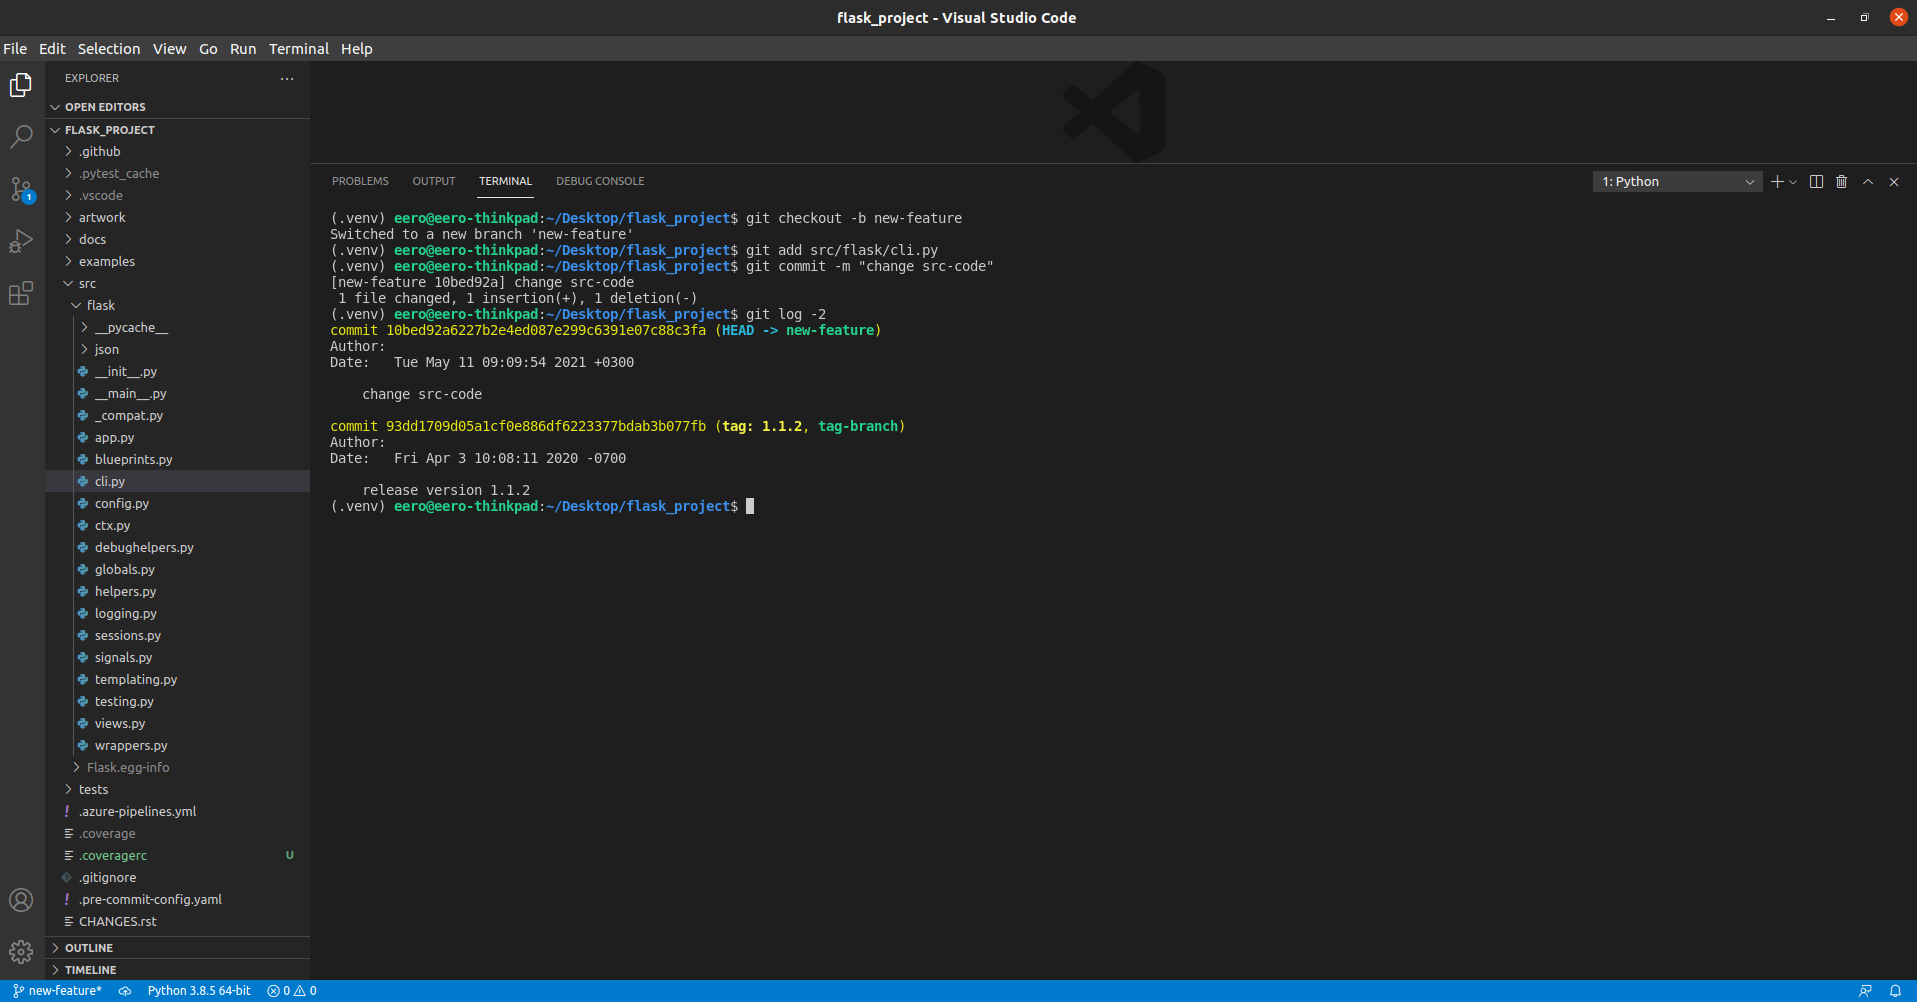 flask_project - Visual Studio Code
File Edit Selection View Go Run Terminal Help
EXPLORER
OPEN EDITORS
FLASK_PROJECT
.github
.pytest_cache
.vscode
artwork
docs
examples
src
flask
__pycache__
json
__init__.py
__main__.py
_compat.py
app.py
blueprints.py
cli.py
config.py
ctx.py
debughelpers.py
globals.py
helpers.py
logging.py
sessions.py
signals.py
templating.py
testing.py
views.py
wrappers.py
Flask.egg-info
tests
.azure-pipelines.yml
.coverage
.coveragerc U
.gitignore
.pre-commit-config.yaml
CHANGES.rst
OUTLINE
TIMELINE
1
PROBLEMS OUTPUT TERMINAL DEBUG CONSOLE 1: Python
(.venv) eero@eero-thinkpad:~/Desktop/flask_project$ git checkout -b new-feature
Switched to a new branch 'new-feature'
(.venv) eero@eero-thinkpad:~/Desktop/flask_project$ git add src/flask/cli.py
(.venv) eero@eero-thinkpad:~/Desktop/flask_project$ git commit -m "change src-code"
[new-feature 10bed92a] change src-code
1 file changed, 1 insertion(+), 1 deletion(-)
(.venv) eero@eero-thinkpad:~/Desktop/flask_project$ git log -2
commit 10bed92a6227b2e4ed087e299c6391e07c88c3fa (HEAD -> new-feature)
Author:
Date:   Tue May 11 09:09:54 2021 +0300
change src-code
commit 93dd1709d05a1cf0e886df6223377bdab3b077fb (tag: 1.1.2, tag-branch)
Author:
Date:   Fri Apr 3 10:08:11 2020 -0700
release version 1.1.2
(.venv) eero@eero-thinkpad:~/Desktop/flask_project$
new-feature* Python 3.8.5 64-bit 0 0